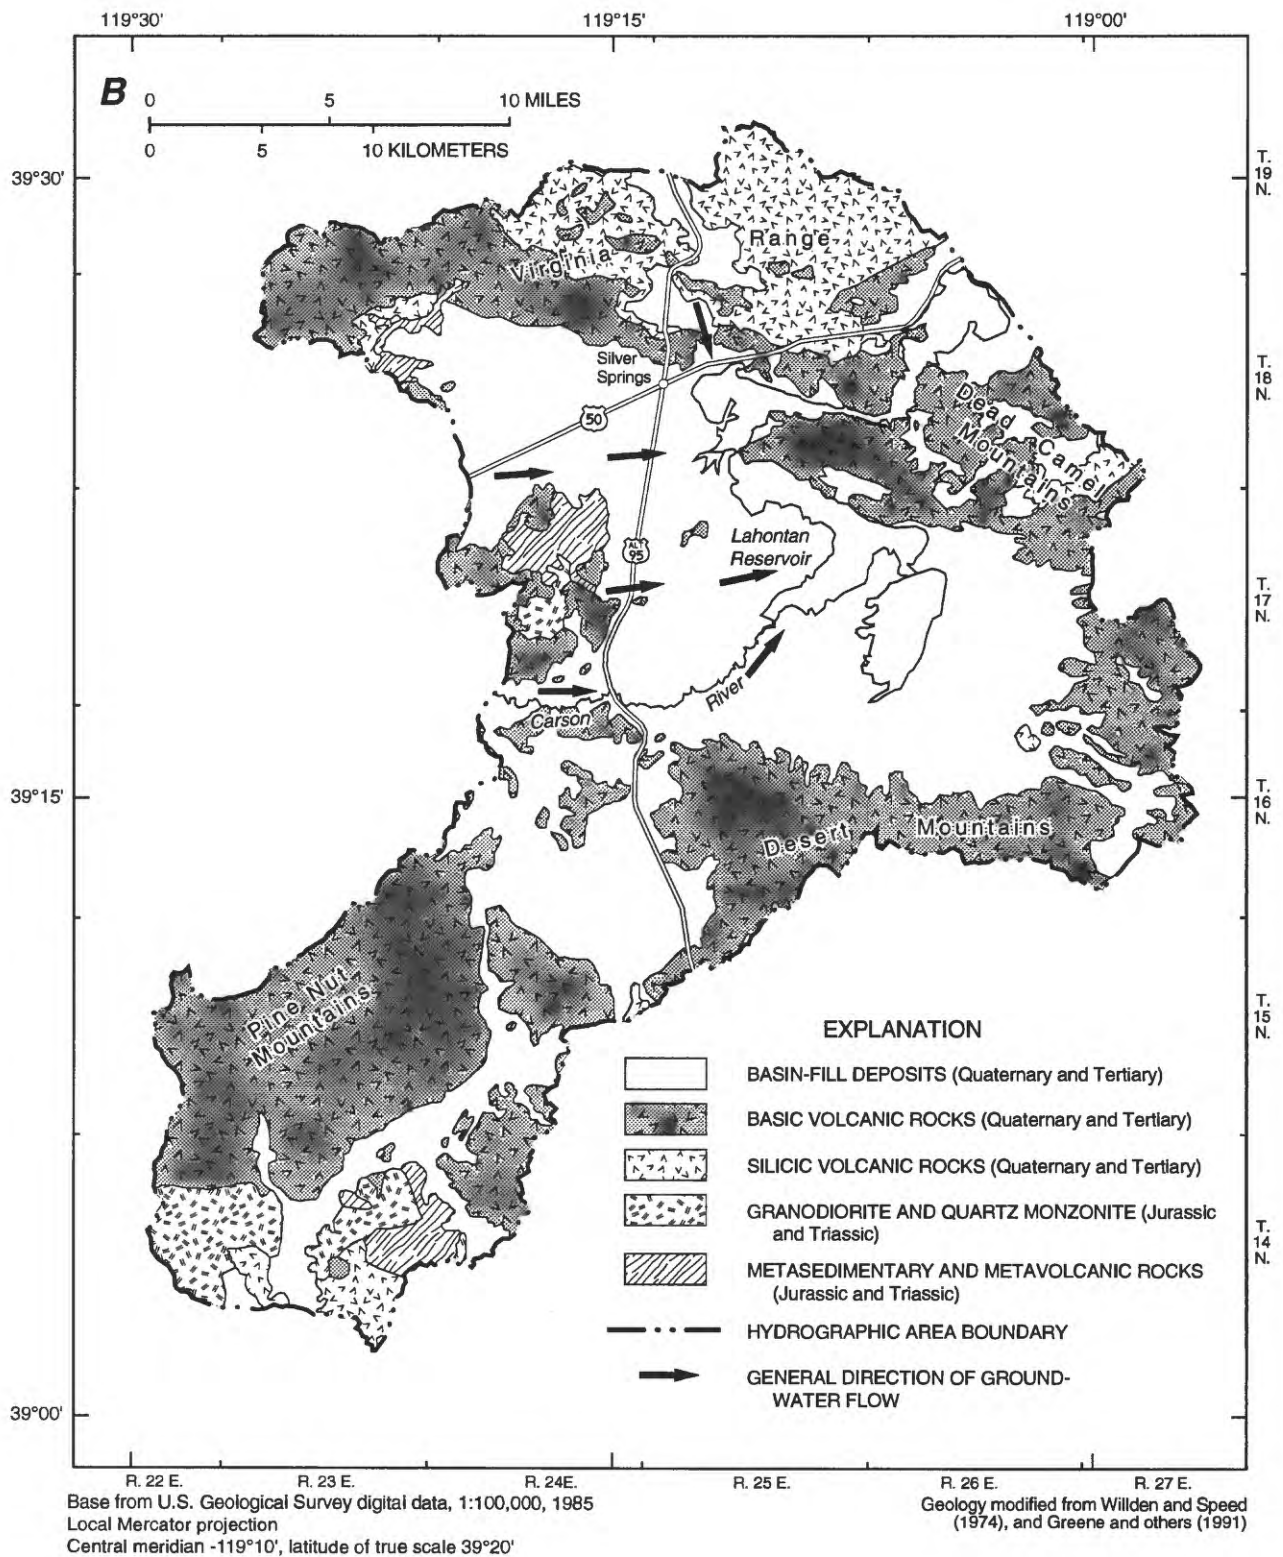 119°30'
119°15'
119°00'
B
0 5 10 MILES
0 5 10 KILOMETERS
39°30'
39°15'
39°00'
T.
19
N.
T.
18
N.
T.
17
N.
T.
16
N.
T.
15
N.
T.
14
N.
Virginia
Range
Silver
Springs
50
Dead Camel
Mountains
ALT
95
Lahontan
Reservoir
River
Carson
Desert
Mountains
Pine Nut
Mountains
EXPLANATION
BASIN-FILL DEPOSITS (Quaternary and Tertiary)
BASIC VOLCANIC ROCKS (Quaternary and Tertiary)
SILICIC VOLCANIC ROCKS (Quaternary and Tertiary)
GRANODIORITE AND QUARTZ MONZONITE (Jurassic
and Triassic)
METASEDIMENTARY AND METAVOLCANIC ROCKS
(Jurassic and Triassic)
HYDROGRAPHIC AREA BOUNDARY
GENERAL DIRECTION OF GROUND-
WATER FLOW
R. 22 E.
R. 23 E.
R. 24E.
R. 25 E.
R. 26 E.
R. 27 E.
Base from U.S. Geological Survey digital data, 1:100,000, 1985
Local Mercator projection
Central meridian -119°10', latitude of true scale 39°20'
Geology modified from Willden and Speed
(1974), and Greene and others (1991)